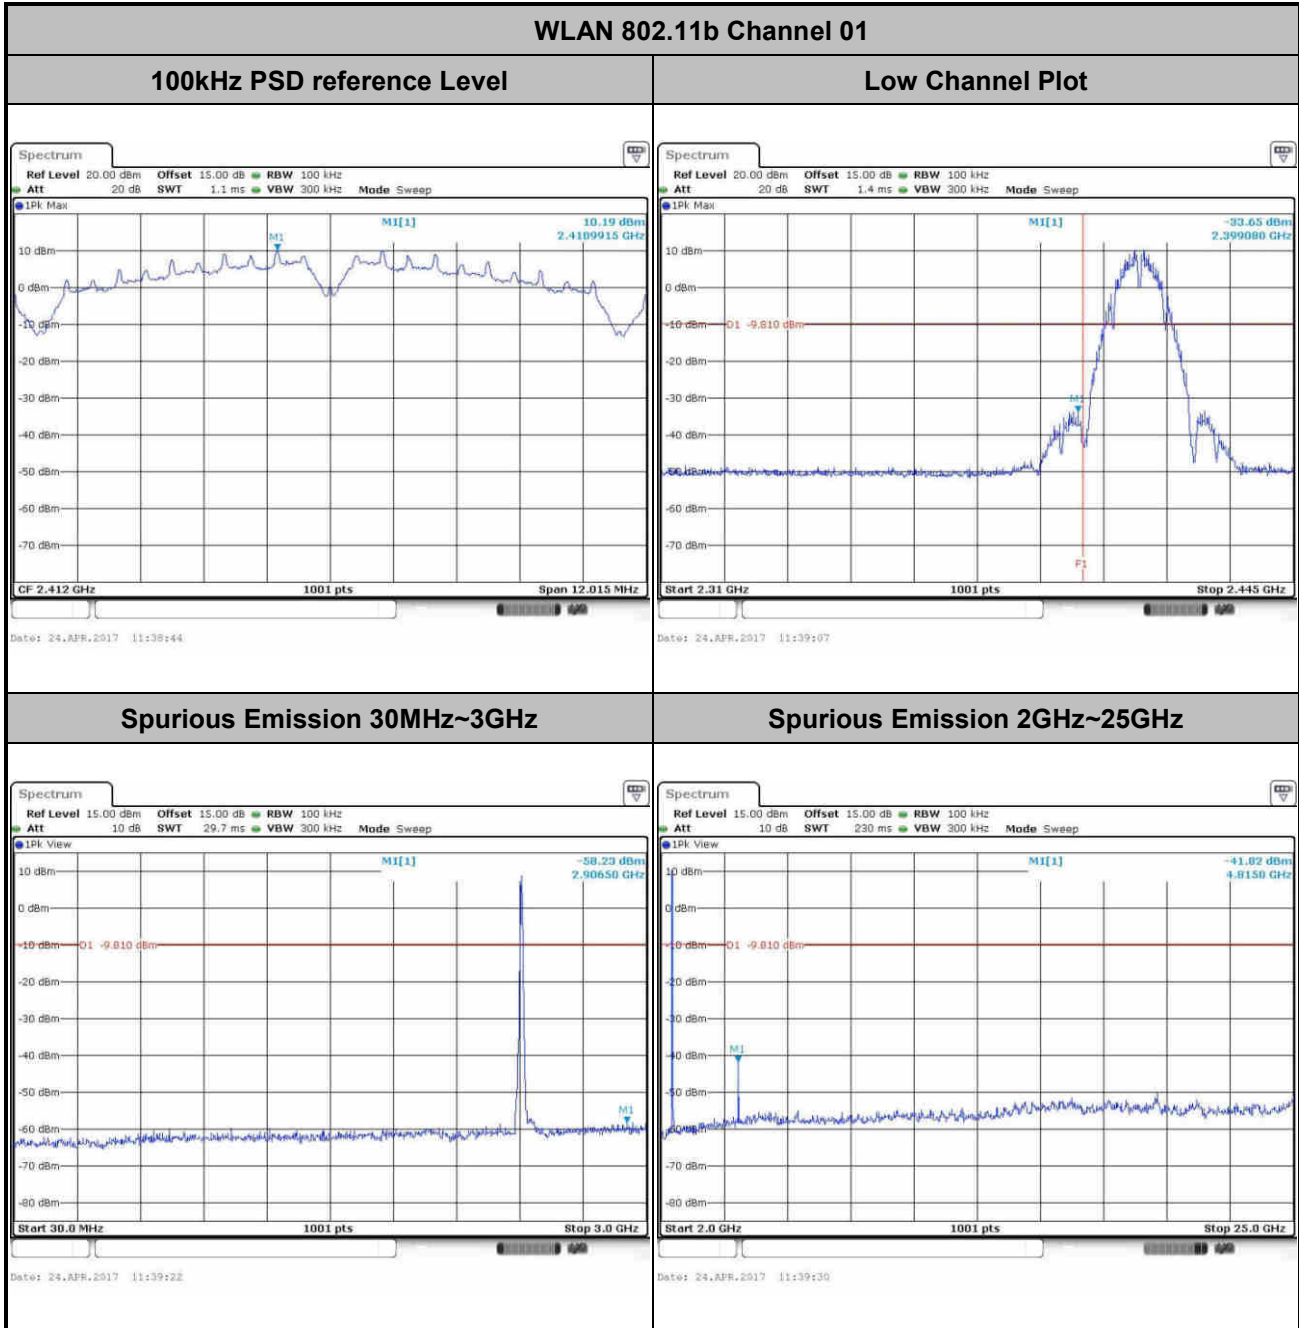 WLAN 802.11b Channel 01
100kHz PSD reference Level
Low Channel Plot
Spectrum
Ref Level 20.00 dBm Offset 15.00 dB RBW 100 kHz
Att 20 dB SWT 1.1 ms VBW 300 kHz Mode Sweep
1Pk Max
M1[1] 10.19 dBm
2.4109915 GHz
M1
10 dBm
0 dBm
-10 dBm
-20 dBm
-30 dBm
-40 dBm
-50 dBm
-60 dBm
-70 dBm
CF 2.412 GHz 1001 pts Span 12.015 MHz
Date: 24.APR.2017 11:38:44
Spectrum
Ref Level 20.00 dBm Offset 15.00 dB RBW 100 kHz
Att 20 dB SWT 1.4 ms VBW 300 kHz Mode Sweep
1Pk Max
M1[1] -33.65 dBm
2.399080 GHz
10 dBm
0 dBm
-10 dBm D1 -9.810 dBm
-20 dBm
-30 dBm
M1
-40 dBm
-50 dBm
-60 dBm
-70 dBm
F1
Start 2.31 GHz 1001 pts Stop 2.445 GHz
Date: 24.APR.2017 11:39:07
Spurious Emission 30MHz~3GHz
Spurious Emission 2GHz~25GHz
Spectrum
Ref Level 15.00 dBm Offset 15.00 dB RBW 100 kHz
Att 10 dB SWT 29.7 ms VBW 300 kHz Mode Sweep
1Pk View
M1[1] -58.23 dBm
2.90650 GHz
10 dBm
0 dBm
-10 dBm D1 -9.810 dBm
-20 dBm
-30 dBm
-40 dBm
-50 dBm
M1
-60 dBm
-70 dBm
-80 dBm
Start 30.0 MHz 1001 pts Stop 3.0 GHz
Date: 24.APR.2017 11:39:22
Spectrum
Ref Level 15.00 dBm Offset 15.00 dB RBW 100 kHz
Att 10 dB SWT 230 ms VBW 300 kHz Mode Sweep
1Pk View
M1[1] -41.82 dBm
4.8150 GHz
10 dBm
0 dBm
-10 dBm D1 -9.810 dBm
-20 dBm
-30 dBm
M1
-40 dBm
-50 dBm
-60 dBm
-70 dBm
-80 dBm
Start 2.0 GHz 1001 pts Stop 25.0 GHz
Date: 24.APR.2017 11:39:30